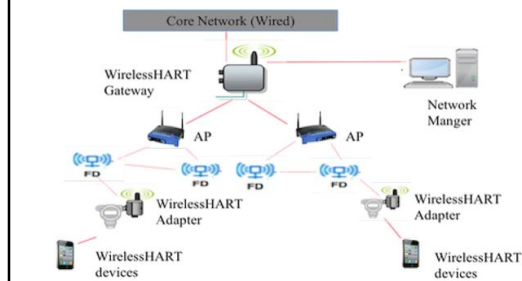 Core Network (Wired)
WirelessHART
Gateway
Network
Manger
AP
AP
FD
FD
FD
FD
WirelessHART
Adapter
WirelessHART
Adapter
WirelessHART
devices
WirelessHART
devices